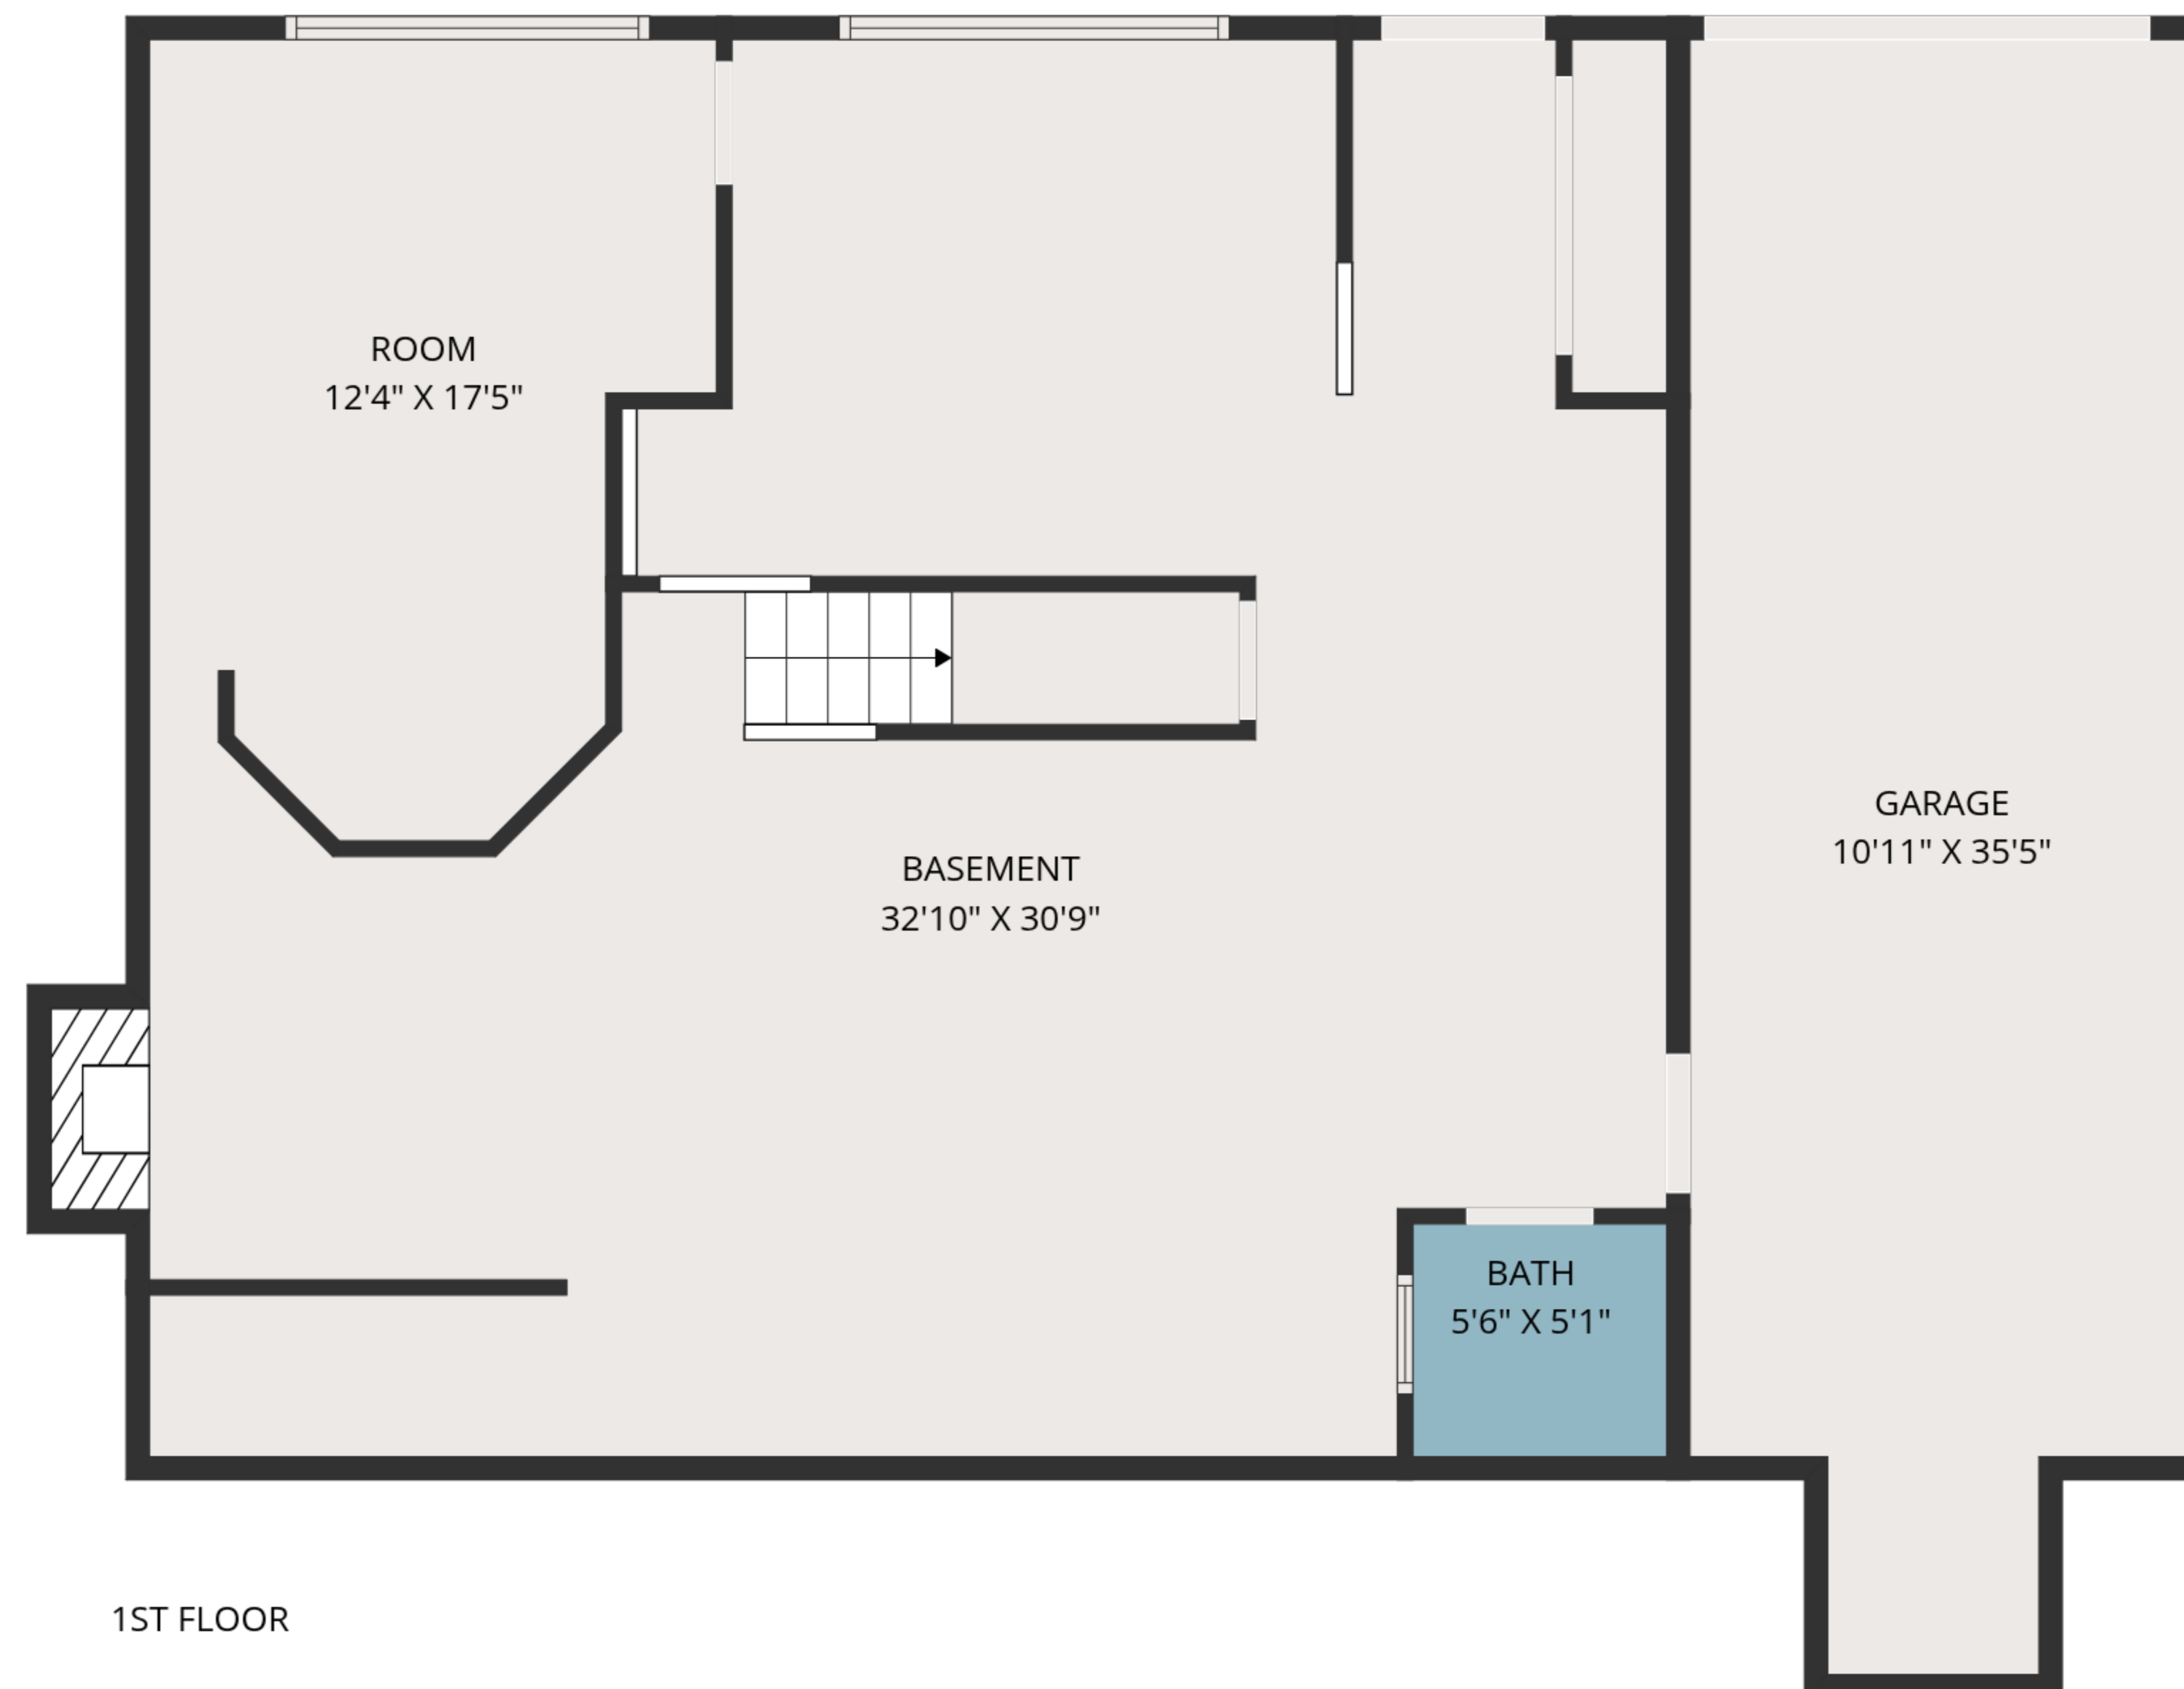 ROOM
12'4" X 17'5"
GARAGE
10'11" X 35'5"
BASEMENT
32'10" X 30'9"
BATH
5'6" X 5'1"
1ST FLOOR